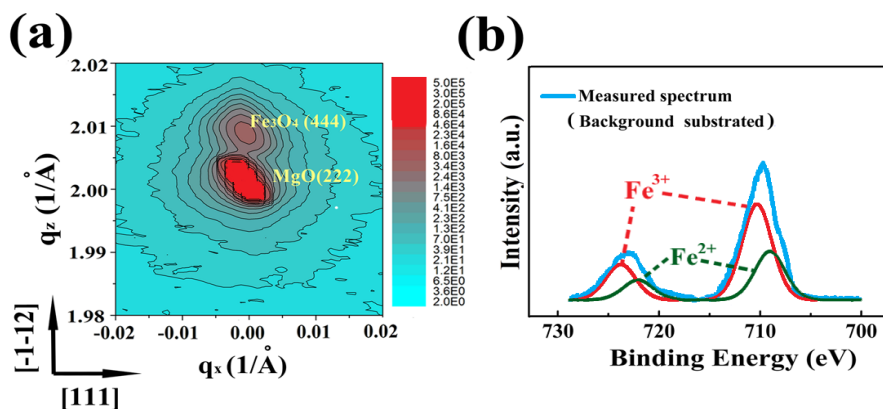 (a)
2.02
2.01
2.00
1.99
1.98
qz (1/Å)
Fe3O4 (444)
MgO(222)
-0.02
-0.01
0.00
0.01
0.02
qx (1/Å)
[-1-12]
[111]
5.0E5
3.0E5
2.0E5
8.6E4
4.6E4
2.6E4
1.6E4
8.4E3
3.4E3
2.4E3
1.4E3
7.5E2
4.1E2
2.3E2
1.3E2
7.0E1
3.9E1
2.1E1
1.2E1
6.5E0
3.6E0
2.0E0
(b)
Measured spectrum
( Background substrated )
Fe3+
Fe2+
Intensity (a.u.)
730
720
710
700
Binding Energy (eV)